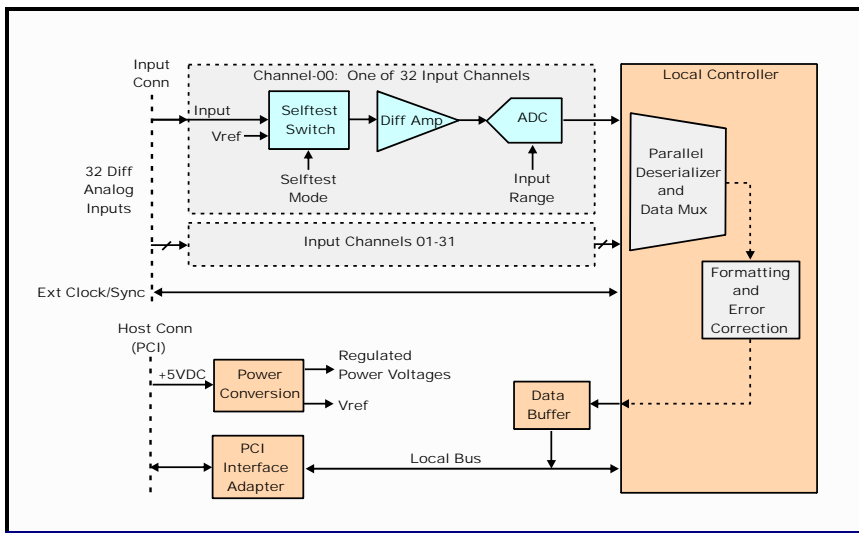 Input
Conn
Channel-00: One of 32 Input Channels
Local Controller
Input
Vref
Selftest
Switch
Diff Amp
ADC
Selftest
Mode
Input
Range
32 Diff
Analog
Inputs
Parallel
Deserializer
and
Data Mux
Input Channels 01-31
Ext Clock/Sync
Formatting
and
Error
Correction
Host Conn
(PCI)
+5VDC
Power
Conversion
Regulated
Power Voltages
Vref
Data
Buffer
PCI
Interface
Adapter
Local Bus